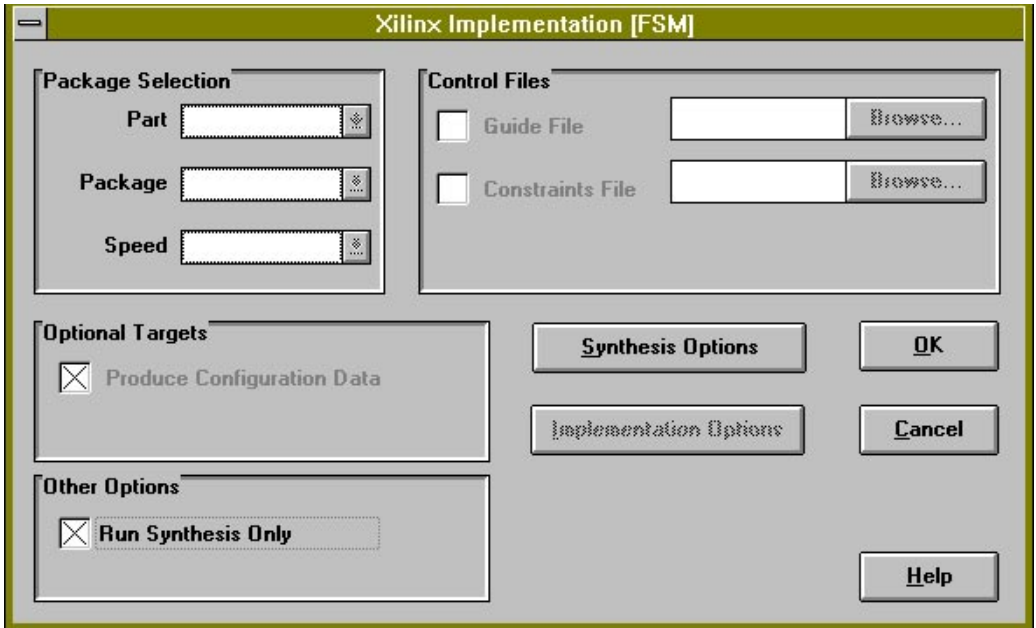 Xilinx Implementation [FSM]
Package Selection
Part
Package
Speed
Control Files
Guide File
Browse...
Constraints File
Browse...
Optional Targets
Produce Configuration Data
Synthesis Options
OK
Implementation Options
Cancel
Other Options
Run Synthesis Only
Help